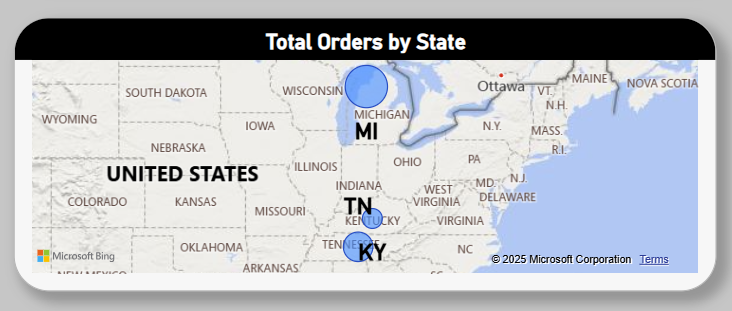 Total Orders by State
MAINE
NOVA SCOTIA
Ottawa
SOUTH DAKOTA
WISCONSIN
VT.
N.H.
MICHIGAN
WYOMING
IOWA
MI
N.Y.
MASS.
NEBRASKA
R.I.
ILLINOIS
OHIO
PA
UNITED STATES
N.J.
INDIANA
MD
WEST
VIRGINIA
DELAWARE
COLORADO
KANSAS
MISSOURI
TN
KENTUCKY
VIRGINIA
OKLAHOMA
TENNESSEE
KY
NC
Microsoft Bing
ARKANSAS
© 2025 Microsoft Corporation Terms
NEW MEXICO
SC